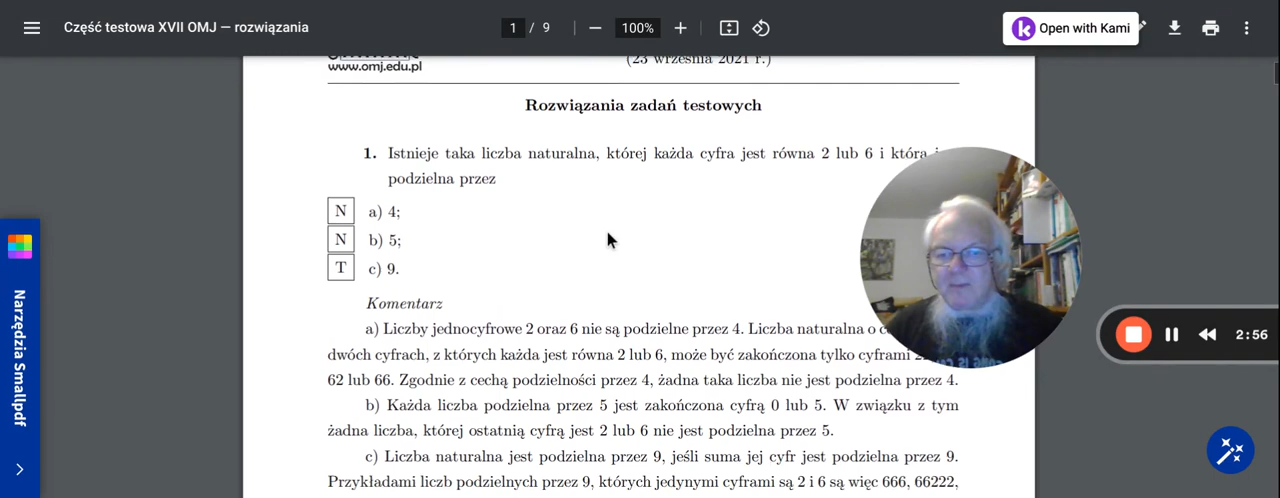 Część testowa XVII OMJ — rozwiązania
1 / 9
100%
Open with Kami
www.omj.edu.pl
(23 września 2021 r.)
Rozwiązania zadań testowych
1. Istnieje taka liczba naturalna, której każda cyfra jest równa 2 lub 6 i która
podzielna przez
N a) 4;
N b) 5;
T c) 9.
Komentarz
a) Liczby jednocyfrowe 2 oraz 6 nie są podzielne przez 4. Liczba naturalna o
dwóch cyfrach, z których każda jest równa 2 lub 6, może być zakończona tylko cyframi
62 lub 66. Zgodnie z cechą podzielności przez 4, żadna taka liczba nie jest podzielna przez 4.
b) Każda liczba podzielna przez 5 jest zakończona cyfrą 0 lub 5. W związku z tym
żadna liczba, której ostatnią cyfrą jest 2 lub 6 nie jest podzielna przez 5.
c) Liczba naturalna jest podzielna przez 9, jeśli suma jej cyfr jest podzielna przez 9.
Przykładami liczb podzielnych przez 9, których jedynymi cyframi są 2 i 6 są więc 666, 66222,
Narzędzia Smallpdf
2:56